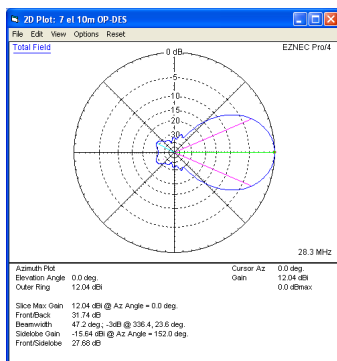 2D Plot: 7 el 10m OP-DES
File Edit View Options Reset
Total Field
EZNEC Pro/4
0 dB
-5
-10
-15
-20
-30
28.3 MHz
Azimuth Plot
Elevation Angle 0.0 deg.
Outer Ring 12.04 dBi
Cursor Az 0.0 deg.
Gain 12.04 dBi
0.0 dBmax
Slice Max Gain 12.04 dBi @ Az Angle = 0.0 deg.
Front/Back 31.74 dB
Beamwidth 47.2 deg.; -3dB @ 336.4, 23.6 deg.
Sidelobe Gain -15.64 dBi @ Az Angle = 152.0 deg.
Front/Sidelobe 27.68 dB